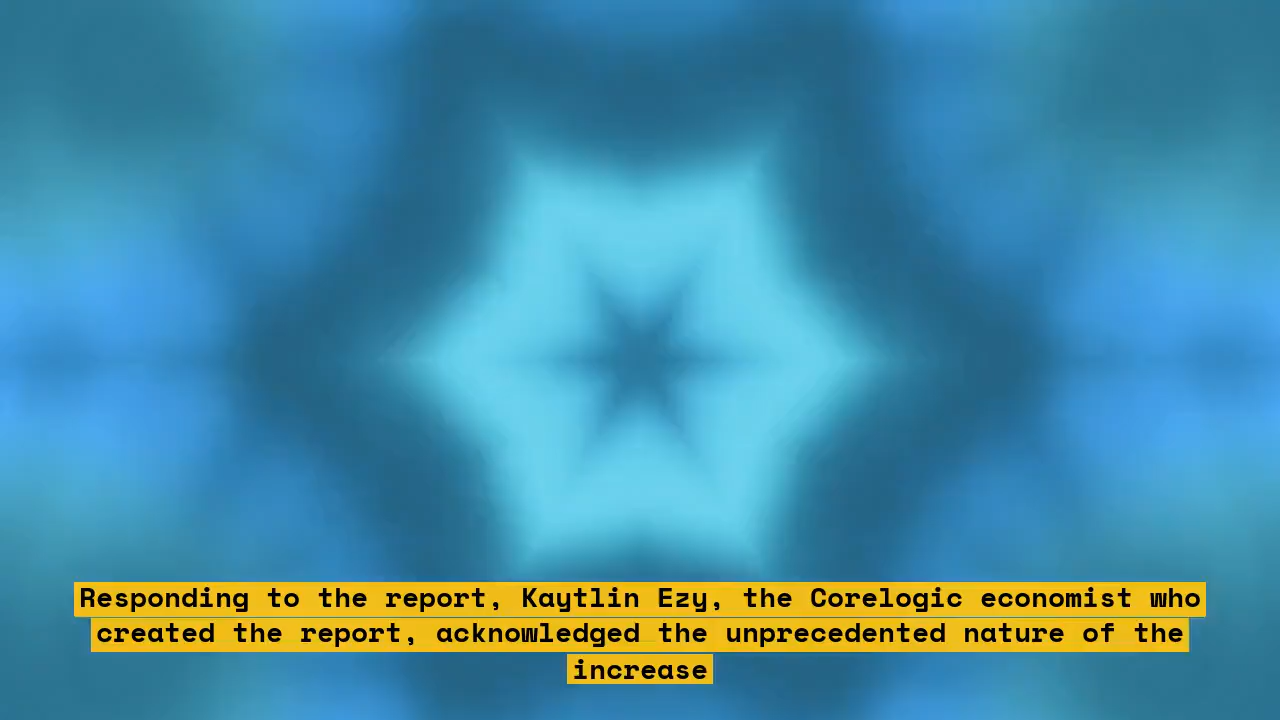 Responding to the report, Kaytlin Ezy, the Corelogic economist who
created the report, acknowledged the unprecedented nature of the
increase